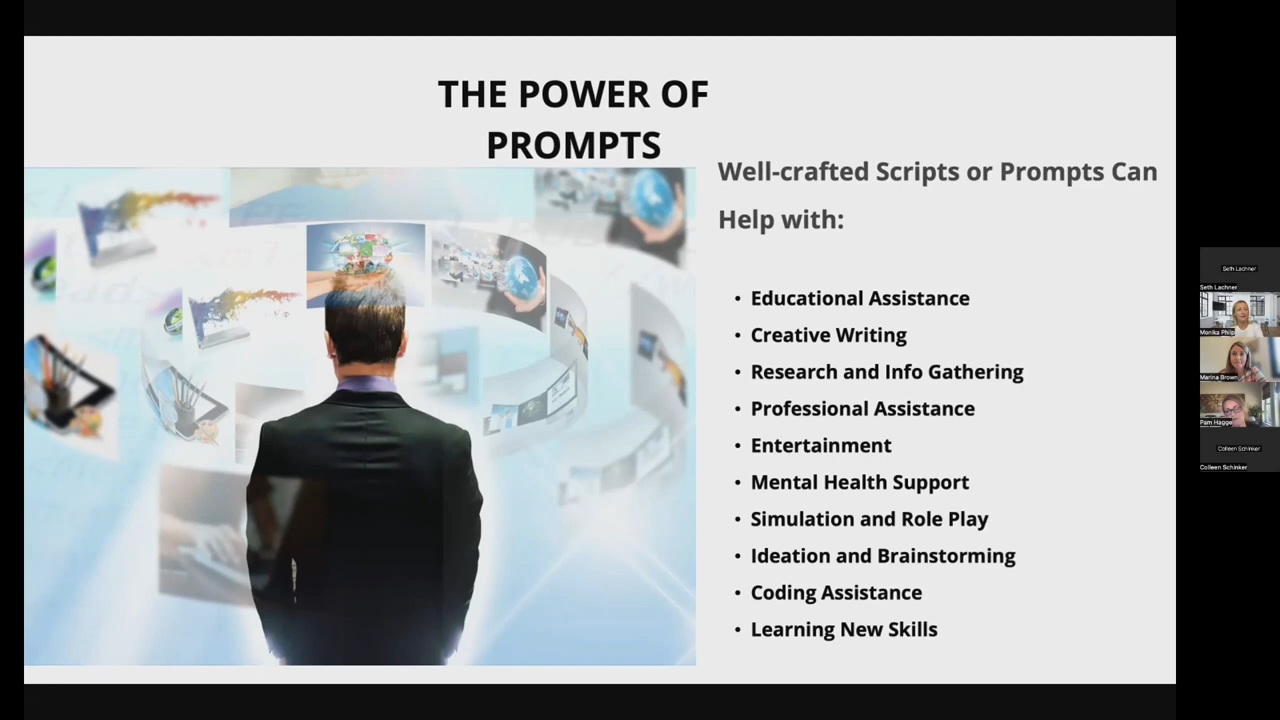 THE POWER OF
PROMPTS
Well-crafted Scripts or Prompts Can
Help with:
• Educational Assistance
• Creative Writing
• Research and Info Gathering
• Professional Assistance
• Entertainment
• Mental Health Support
• Simulation and Role Play
• Ideation and Brainstorming
• Coding Assistance
• Learning New Skills
Seth Lachner
Seth Lachner
Monika Philp
Marina Brown
Pam Hagge
Colleen Schinker
Colleen Schinker